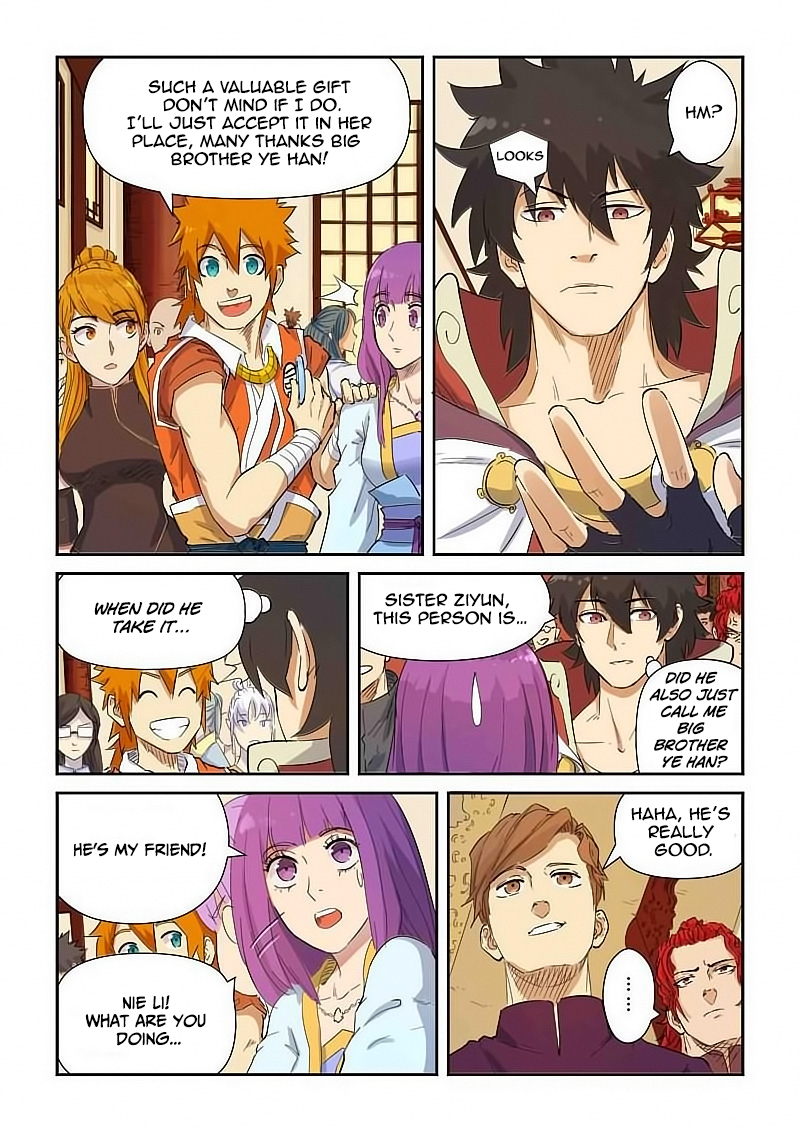 SUCH A VALUABLE GIFT
DON'T MIND IF I DO.
I'LL JUST ACCEPT IT IN HER
PLACE, MANY THANKS BIG
BROTHER YE HAN!
HM?
LOOKS
WHEN DID HE
TAKE IT...
SISTER ZIYUN,
THIS PERSON IS...
DID HE
ALSO JUST
CALL ME
BIG
BROTHER
YE HAN?
HE'S MY FRIEND!
NIE LI!
WHAT ARE YOU
DOING...
HAHA, HE'S
REALLY
GOOD.
......